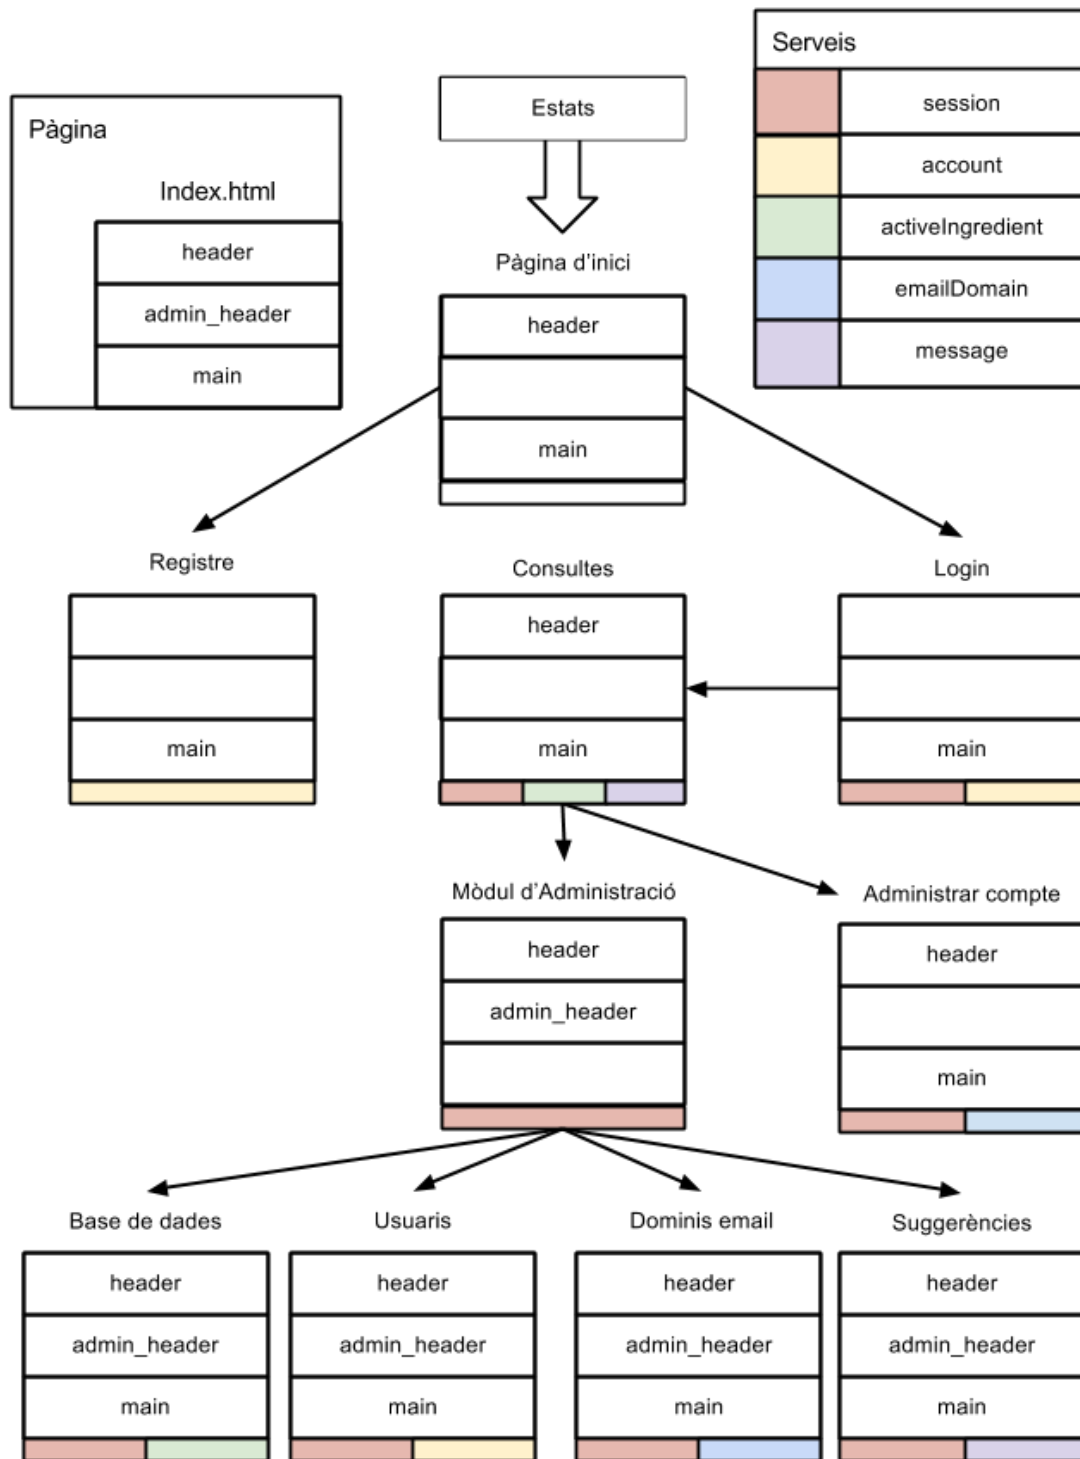 Pàgina
Index.html
header
admin_header
main
Estats
Serveis
session
account
activeIngredient
emailDomain
message
Pàgina d'inici
header
main
Registre
main
Consultes
header
main
Login
main
Mòdul d'Administració
header
admin_header
Administrar compte
header
main
Base de dades
header
admin_header
main
Usuaris
header
admin_header
main
Dominis email
header
admin_header
main
Suggerències
header
admin_header
main